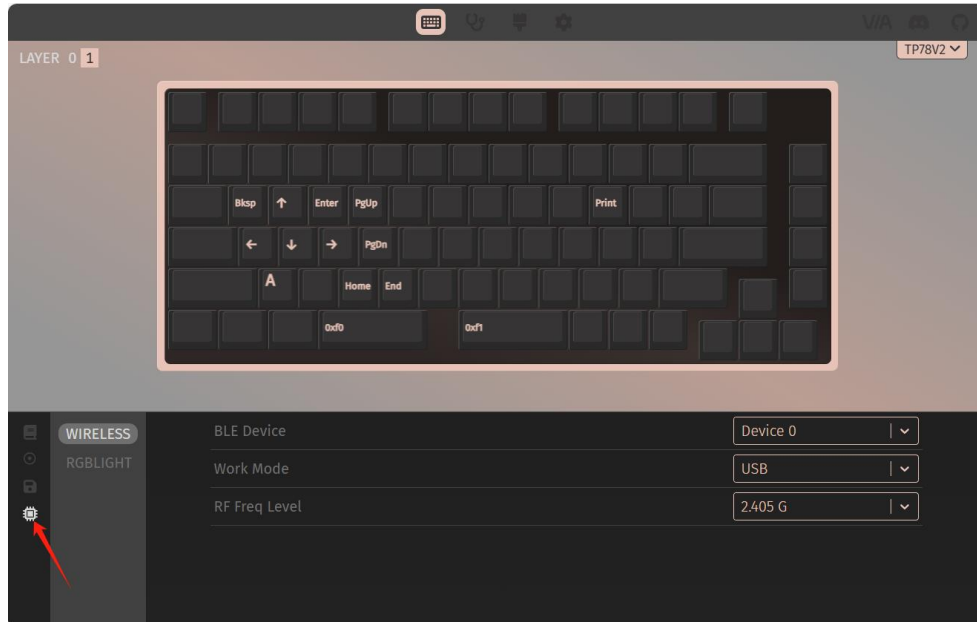 VIA
LAYER 0 1
TP78V2
Bksp ↑ Enter PgUp Print
← ↓ → PgDn
A Home End
0xf0 0xf1
WIRELESS
RGBLIGHT
BLE Device Device 0
Work Mode USB
RF Freq Level 2.405 G